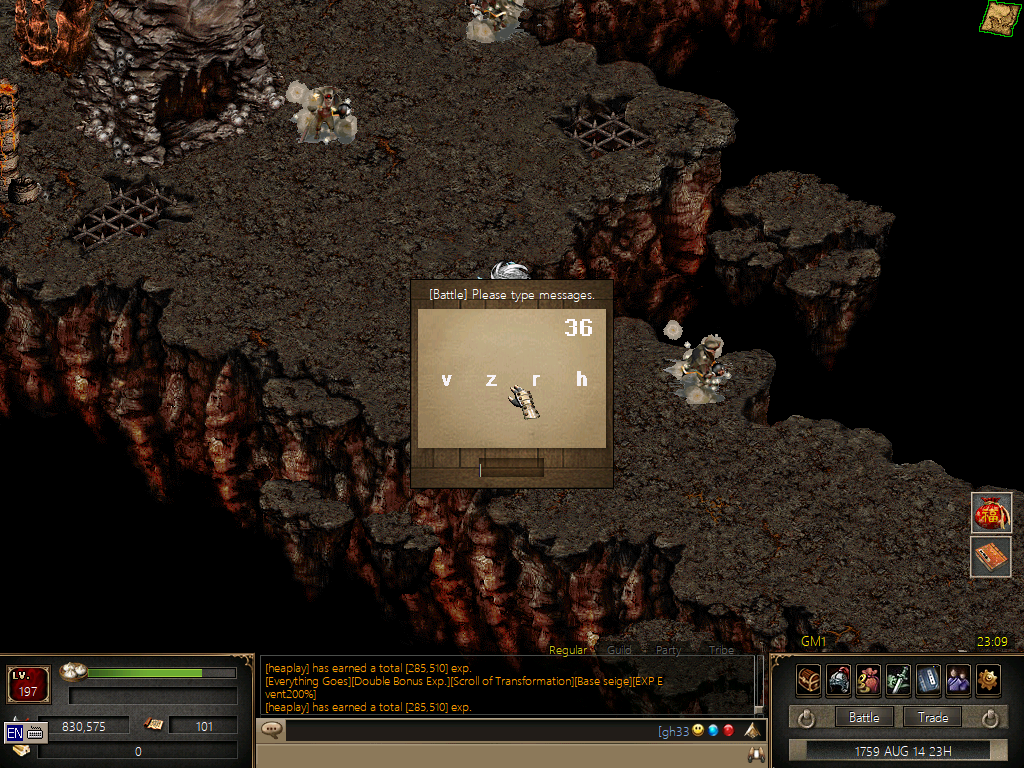 [Battle] Please type messages.
36
v z r h
福
GM1 23:09
Regular Guild Party Tribe
[heaplay] has earned a total [285,510] exp.
[Everything Goes][Double Bonus Exp.][Scroll of Transformation][Base seige][EXP E
vent200%]
[heaplay] has earned a total [285,510] exp.
[gh33
LV.
197
830,575 101
EN
0
Battle Trade
1759 AUG 14 23H